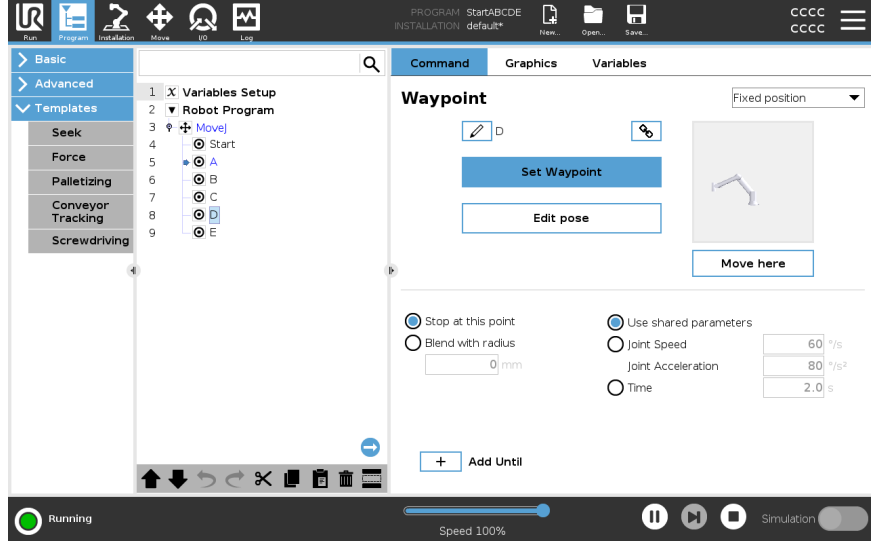 UR
PROGRAM StartABCDE
INSTALLATION default*
CCCC
CCCC
Run Program Installation Move I/O Log New... Open... Save...
Basic
Advanced
Templates
Seek
Force
Palletizing
Conveyor
Tracking
Screwdriving
1 X Variables Setup
2 Robot Program
3 MoveJ
4 Start
5 A
6 B
7 C
8 D
9 E
Command Graphics Variables
Waypoint
Fixed position
D
Set Waypoint
Edit pose
Move here
Stop at this point
Blend with radius
0 mm
Use shared parameters
Joint Speed 60 °/s
Joint Acceleration 80 °/s²
Time 2.0 s
+ Add Until
Running
Speed 100%
Simulation